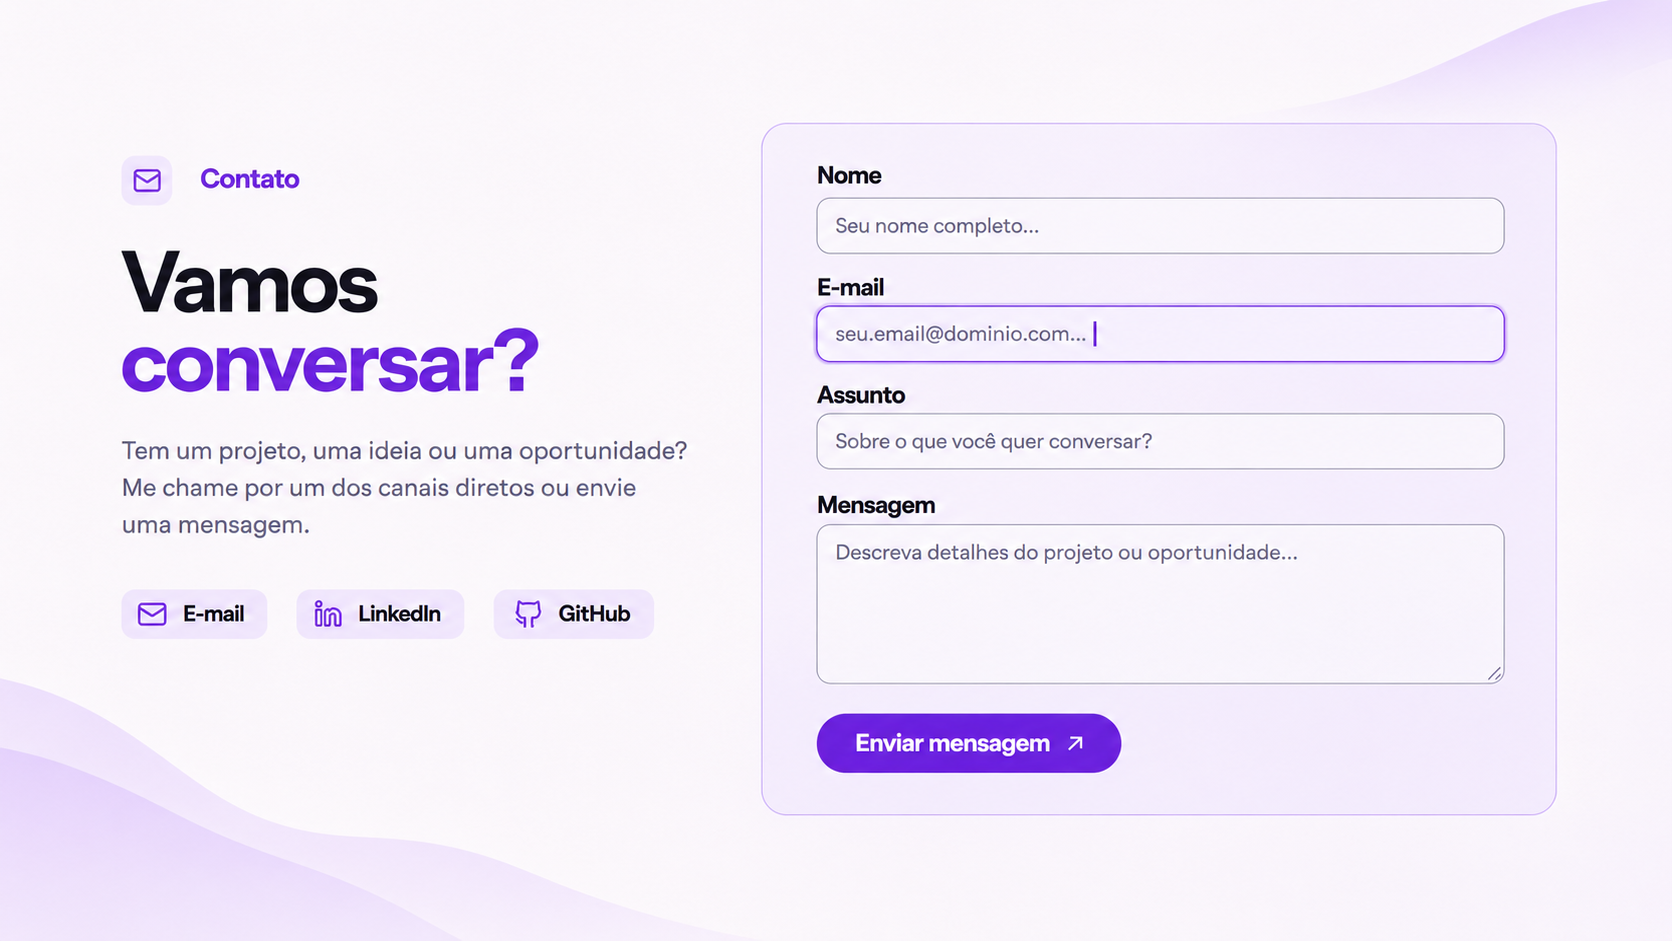 Contato
Vamos
conversar?
Tem um projeto, uma ideia ou uma oportunidade?
Me chame por um dos canais diretos ou envie
uma mensagem.
E-mail
LinkedIn
GitHub
Nome
Seu nome completo...
E-mail
seu.email@dominio.com...
Assunto
Sobre o que você quer conversar?
Mensagem
Descreva detalhes do projeto ou oportunidade...
Enviar mensagem